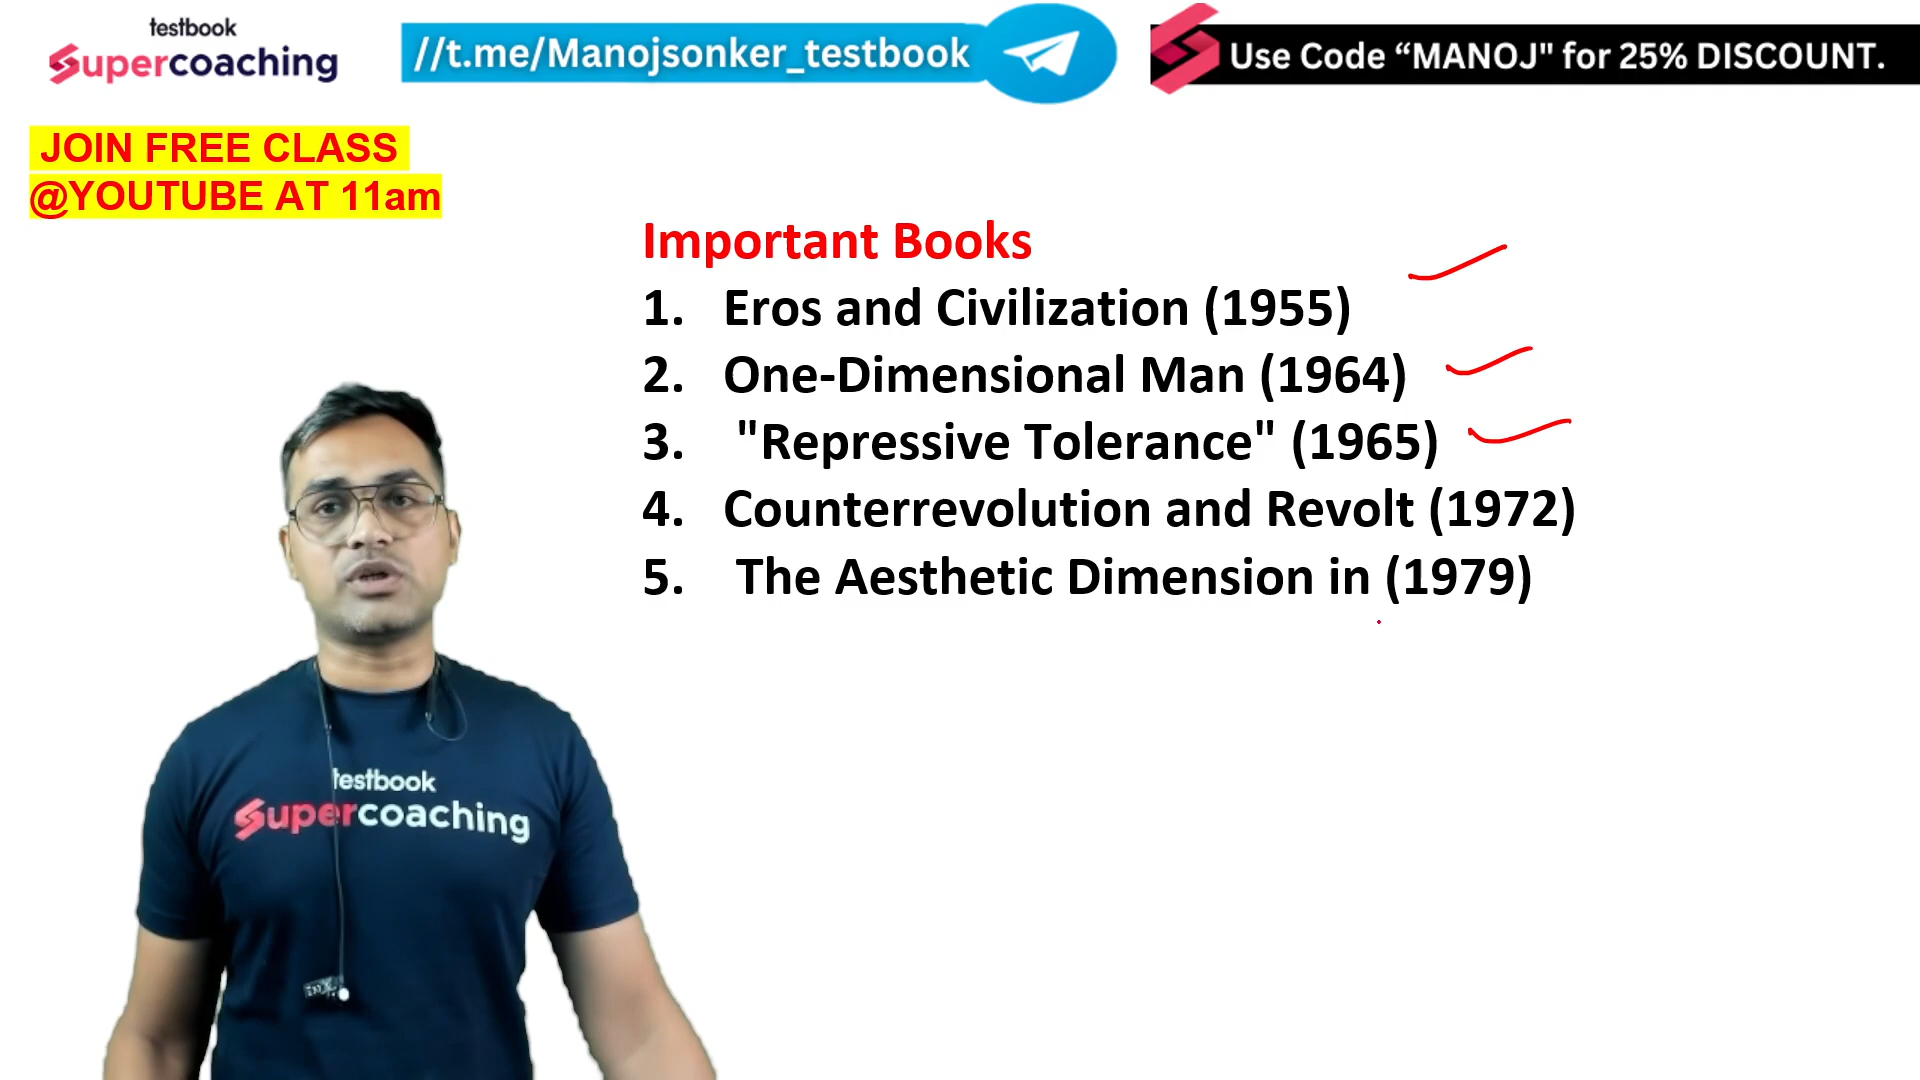 testbook
Supercoaching
//t.me/Manojsonker_testbook
Use Code “MANOJ" for 25% DISCOUNT.
JOIN FREE CLASS
@YOUTUBE AT 11am
Important Books
1. Eros and Civilization (1955)
2. One-Dimensional Man (1964)
3. "Repressive Tolerance" (1965)
4. Counterrevolution and Revolt (1972)
5. The Aesthetic Dimension in (1979)
testbook
Supercoaching